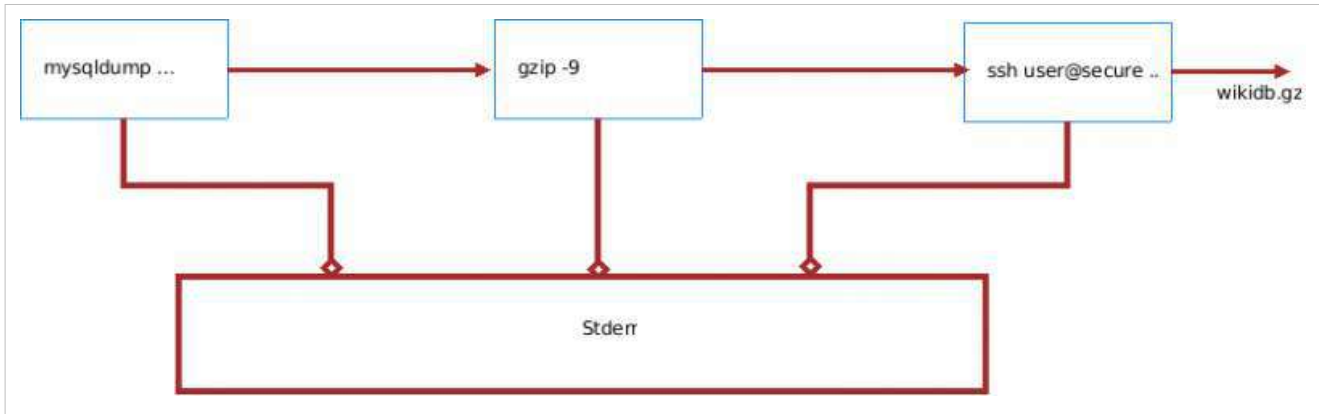 mysqldump ...
gzip -9
ssh user@secure ..
wikidb.gz
Stderr